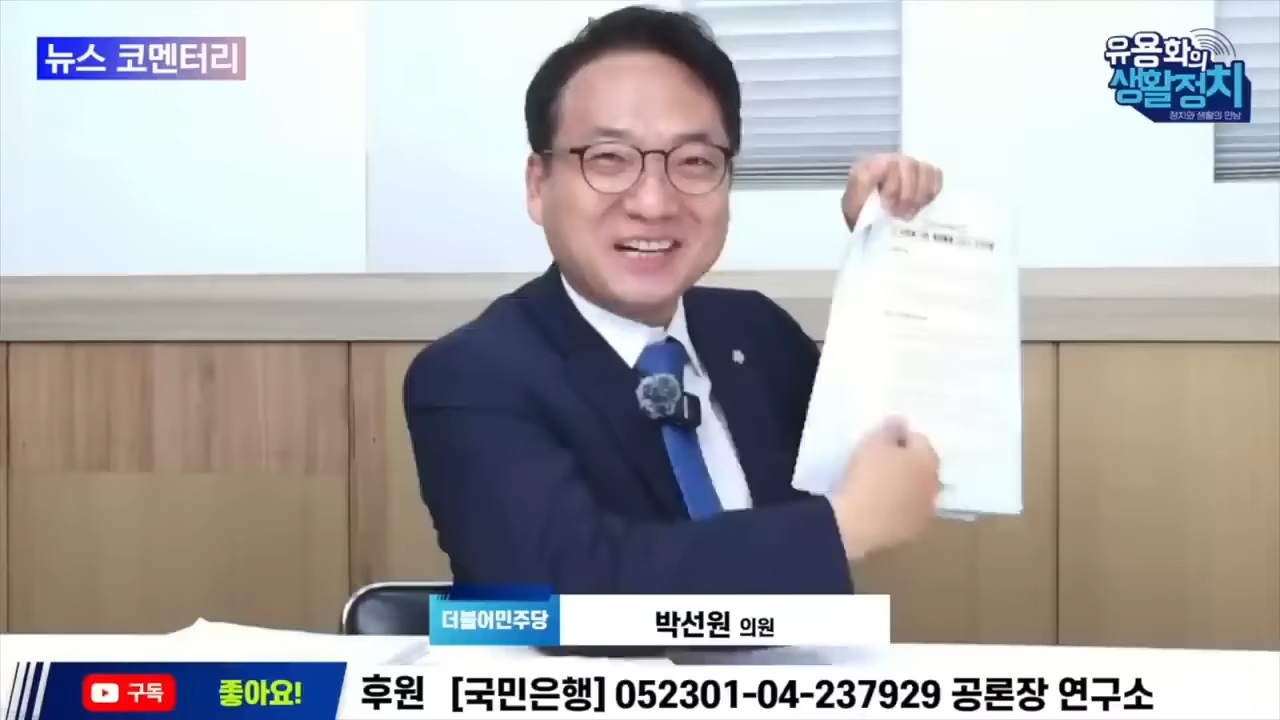 뉴스 코멘터리
유용화의
생활정치
정치와 생활의 만남
더불어민주당
박선원 의원
구독
좋아요!
후원 [국민은행] 052301-04-237929 공론장 연구소